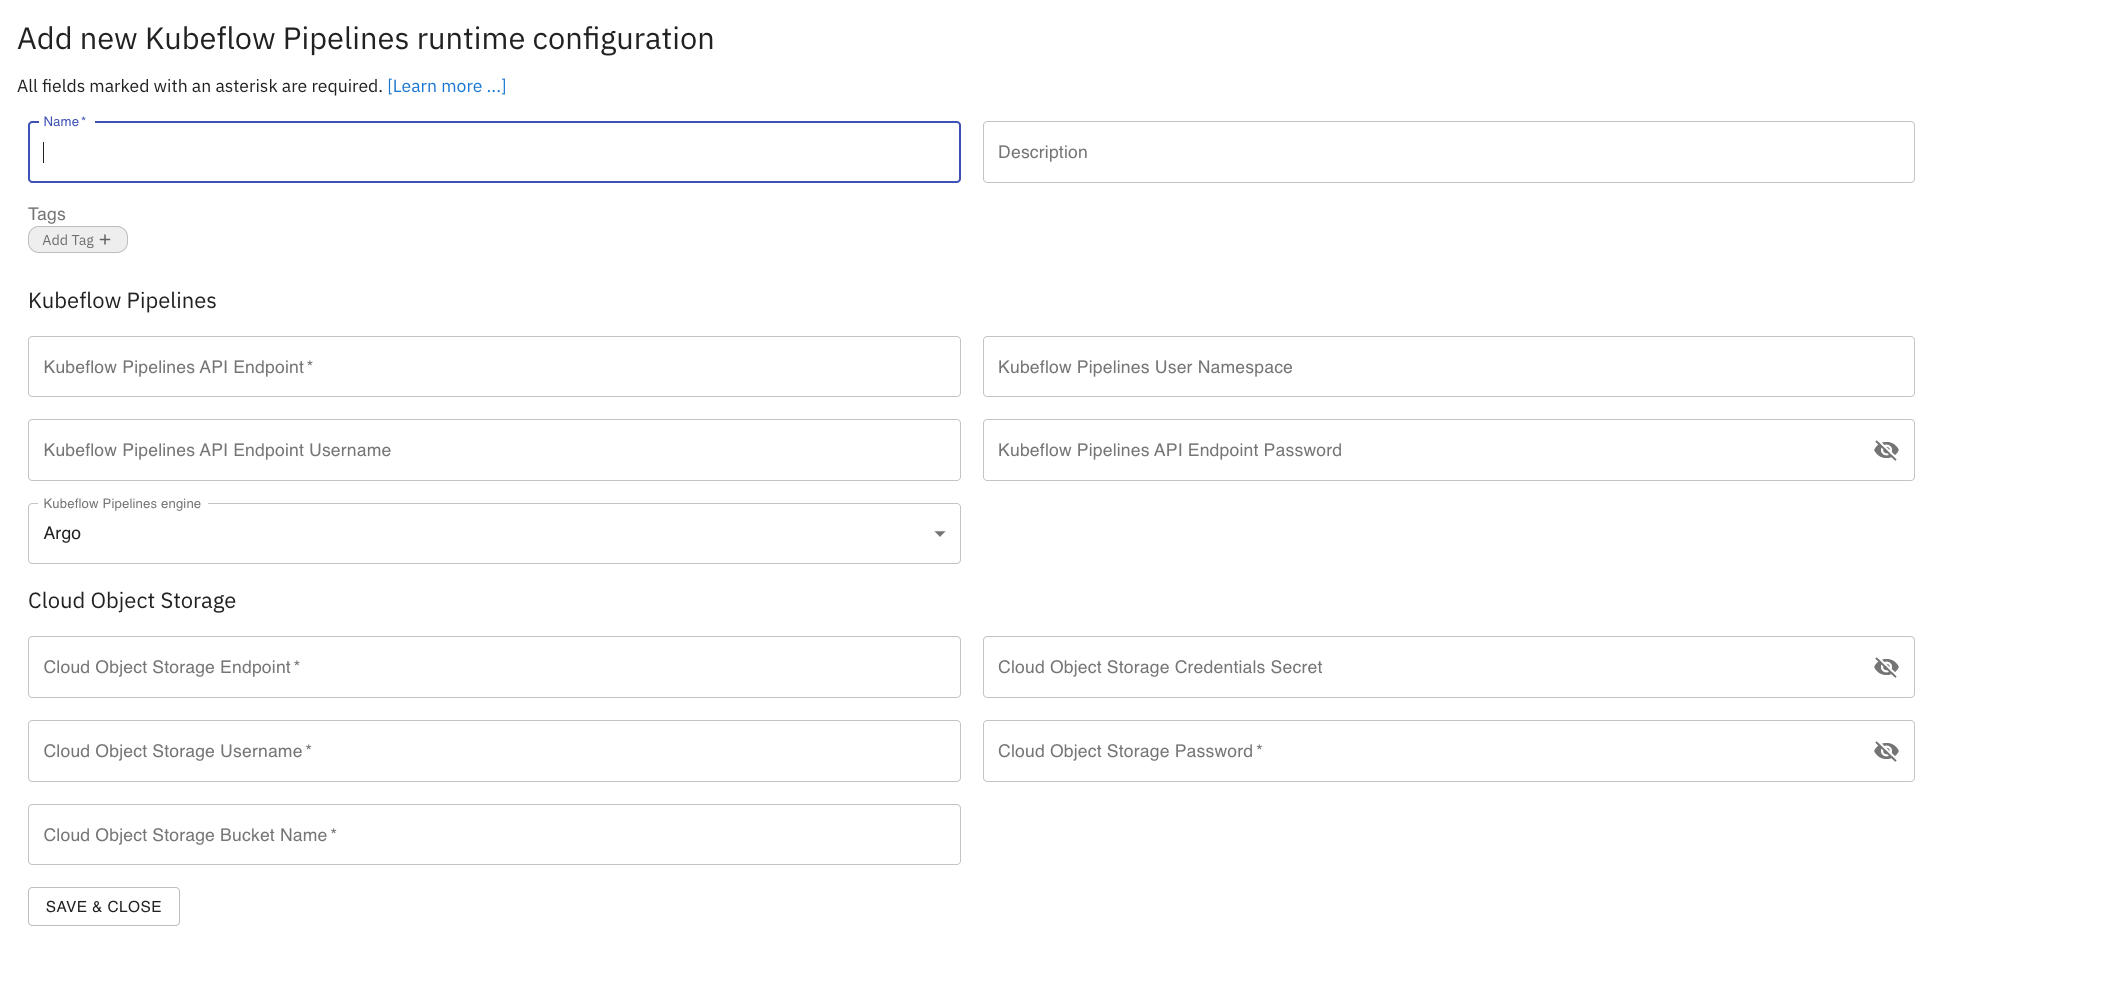 Add new Kubeflow Pipelines runtime configuration
All fields marked with an asterisk are required. [Learn more ...]
Name *
Description
Tags
Add Tag +
Kubeflow Pipelines
Kubeflow Pipelines API Endpoint *
Kubeflow Pipelines User Namespace
Kubeflow Pipelines API Endpoint Username
Kubeflow Pipelines API Endpoint Password
Kubeflow Pipelines engine
Argo
Cloud Object Storage
Cloud Object Storage Endpoint *
Cloud Object Storage Credentials Secret
Cloud Object Storage Username *
Cloud Object Storage Password *
Cloud Object Storage Bucket Name *
SAVE & CLOSE